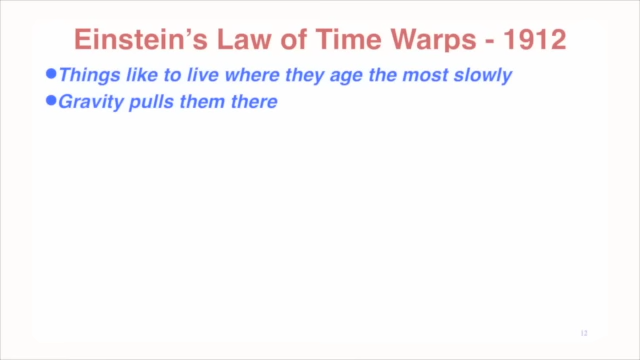 Einstein’s Law of Time Warps - 1912
●Things like to live where they age the most slowly
●Gravity pulls them there
12